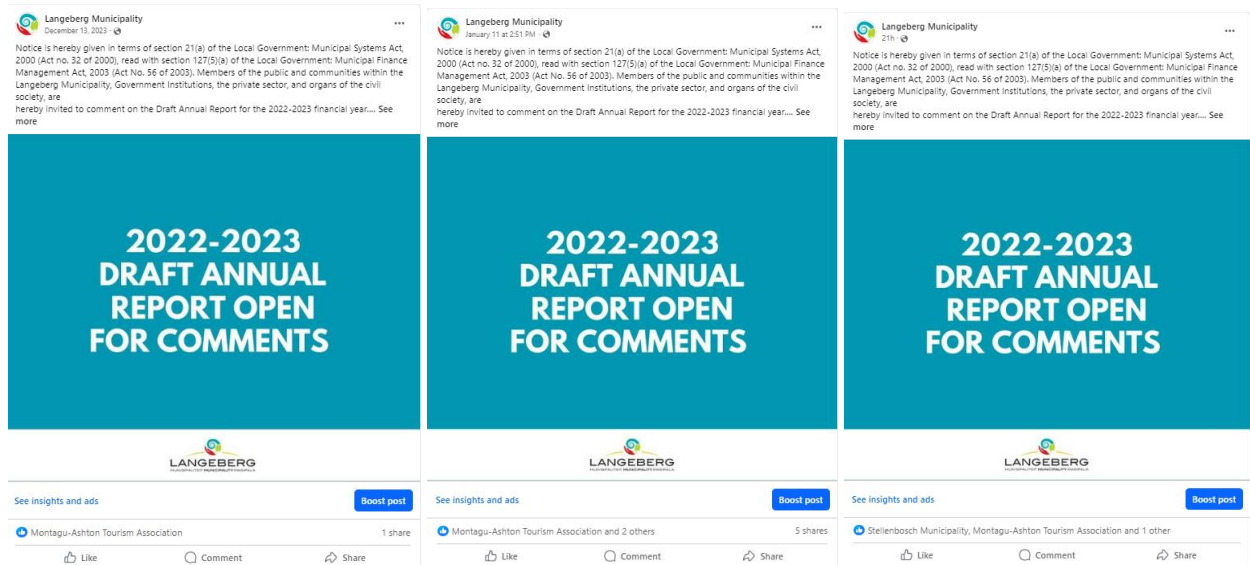 Langeberg Municipality
December 13, 2023 ·
Notice is hereby given in terms of section 21(a) of the Local Government: Municipal Systems Act,
2000 (Act no. 32 of 2000), read with section 127(5)(a) of the Local Government: Municipal Finance
Management Act, 2003 (Act No. 56 of 2003). Members of the public and communities within the
Langeberg Municipality, Government Institutions, the private sector, and organs of the civil
society, are
hereby invited to comment on the Draft Annual Report for the 2022-2023 financial year.... See
more
2022-2023
DRAFT ANNUAL
REPORT OPEN
FOR COMMENTS
LANGEBERG
See insights and ads
Boost post
Montagu-Ashton Tourism Association
1 share
Like
Comment
Share
Langeberg Municipality
January 11 at 2:51 PM ·
Notice is hereby given in terms of section 21(a) of the Local Government: Municipal Systems Act,
2000 (Act no. 32 of 2000), read with section 127(5)(a) of the Local Government: Municipal Finance
Management Act, 2003 (Act No. 56 of 2003). Members of the public and communities within the
Langeberg Municipality, Government Institutions, the private sector, and organs of the civil
society, are
hereby invited to comment on the Draft Annual Report for the 2022-2023 financial year.... See
more
2022-2023
DRAFT ANNUAL
REPORT OPEN
FOR COMMENTS
LANGEBERG
See insights and ads
Boost post
Montagu-Ashton Tourism Association and 2 others
5 shares
Like
Comment
Share
Langeberg Municipality
21h ·
Notice is hereby given in terms of section 21(a) of the Local Government: Municipal Systems Act,
2000 (Act no. 32 of 2000), read with section 127(5)(a) of the Local Government: Municipal Finance
Management Act, 2003 (Act No. 56 of 2003). Members of the public and communities within the
Langeberg Municipality, Government Institutions, the private sector, and organs of the civil
society, are
hereby invited to comment on the Draft Annual Report for the 2022-2023 financial year.... See
more
2022-2023
DRAFT ANNUAL
REPORT OPEN
FOR COMMENTS
LANGEBERG
See insights and ads
Boost post
Stellenbosch Municipality, Montagu-Ashton Tourism Association and 1 other
Like
Comment
Share